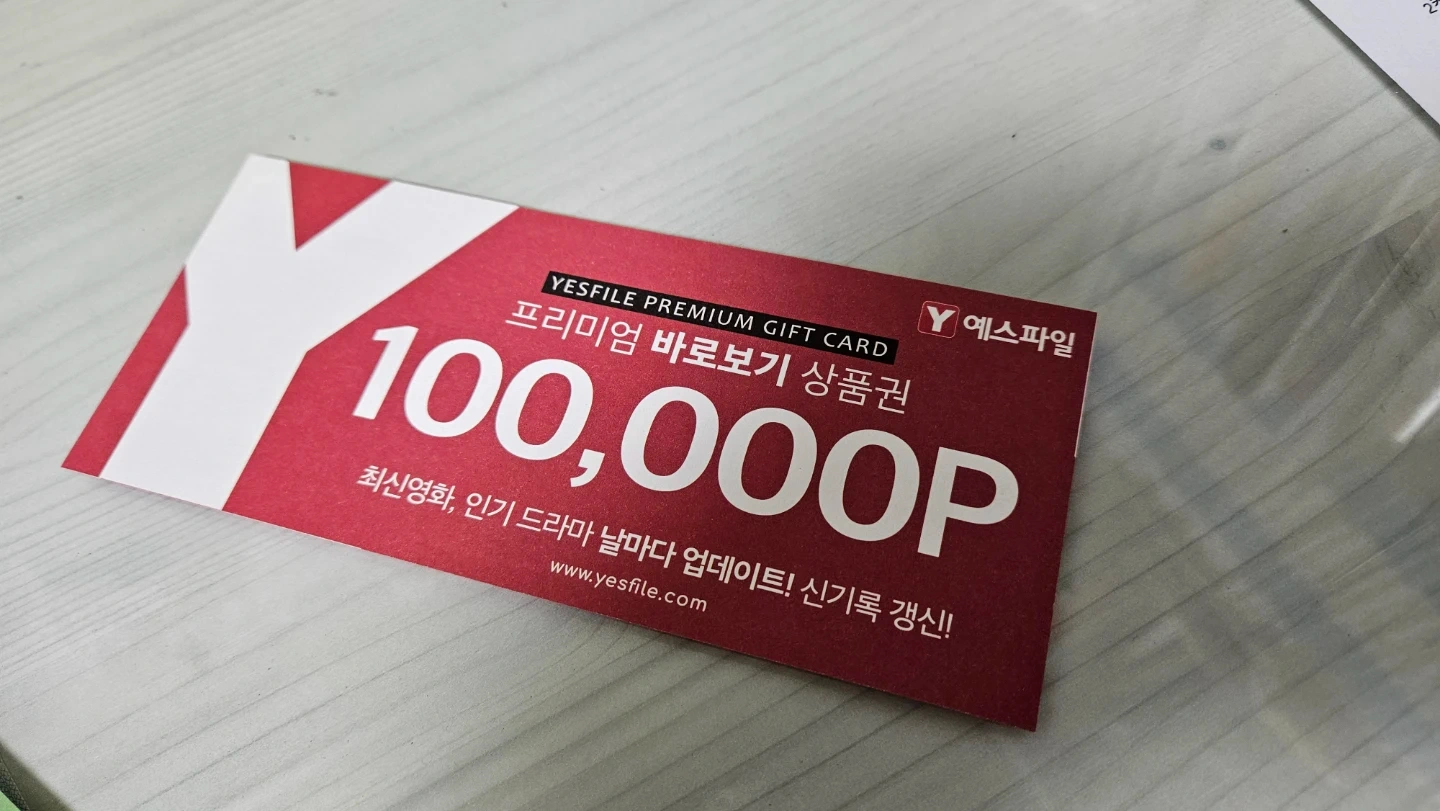 YESFILE PREMIUM GIFT CARD
Y 예스파일
프리미엄 바로보기 상품권
100,000P
최신영화, 인기 드라마 날마다 업데이트! 신기록 갱신!
www.yesfile.com